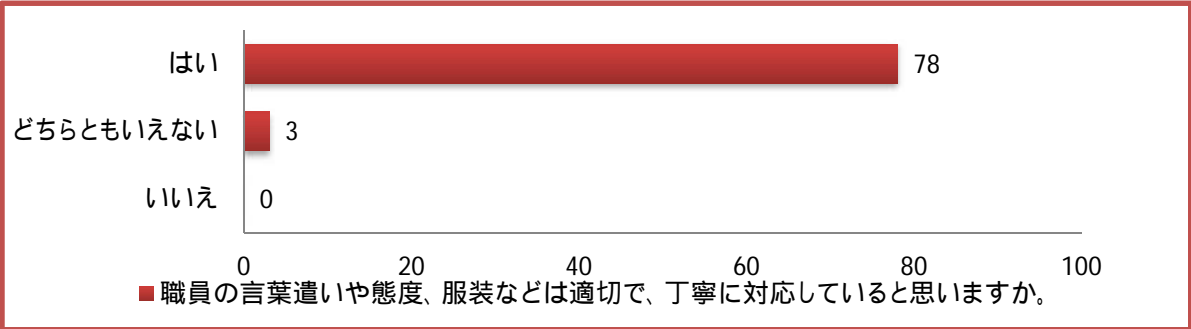 はい 78
どちらともいえない 3
いいえ 0
0 20 40 60 80 100
職員の言葉遣いや態度、服装などは適切で、丁寧に対応していると思いますか。